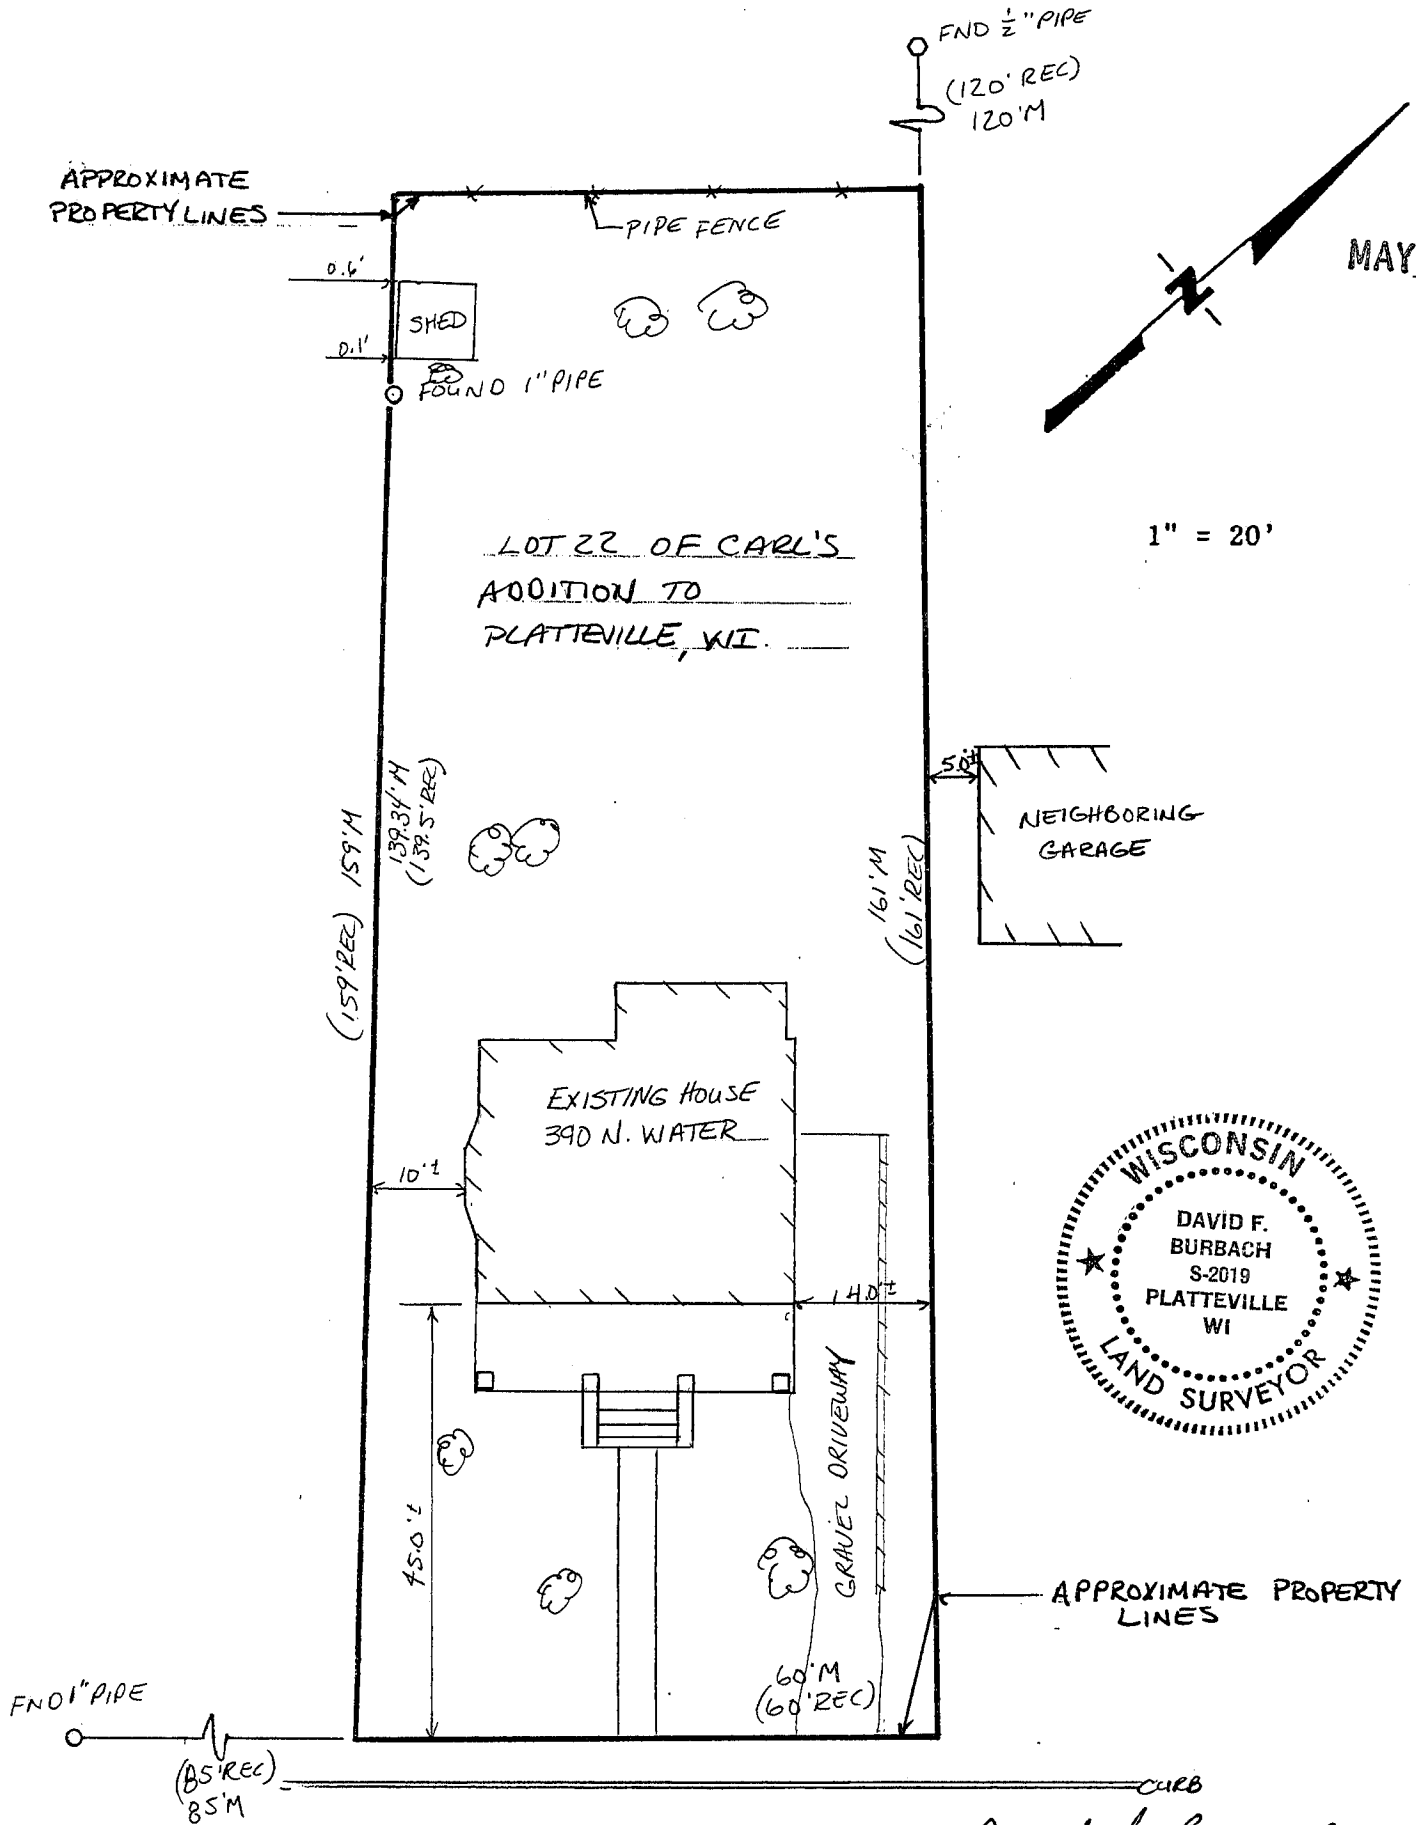 FND ½" PIPE
(120' REC)
120'M
APPROXIMATE
PROPERTY LINES
PIPE FENCE
MAY
0.6'
SHED
0.1'
FOUND 1" PIPE
N
LOT 22 OF CARL'S
ADDITION TO
PLATTEVILLE, WI.
1" = 20'
5.0'±
NEIGHBORING
GARAGE
(159'REC) 159'M
139.34'M
(139.5'REC)
161'M
(161'REC)
EXISTING HOUSE
390 N. WATER
10'±
14.0'±
WISCONSIN
DAVID F.
BURBACH
S-2019
PLATTEVILLE
WI
LAND SURVEYOR
GRAVEL DRIVEWAY
45.0'±
APPROXIMATE PROPERTY
LINES
60'M
(60'REC)
FND 1" PIPE
(85'REC)
85'M
CURB